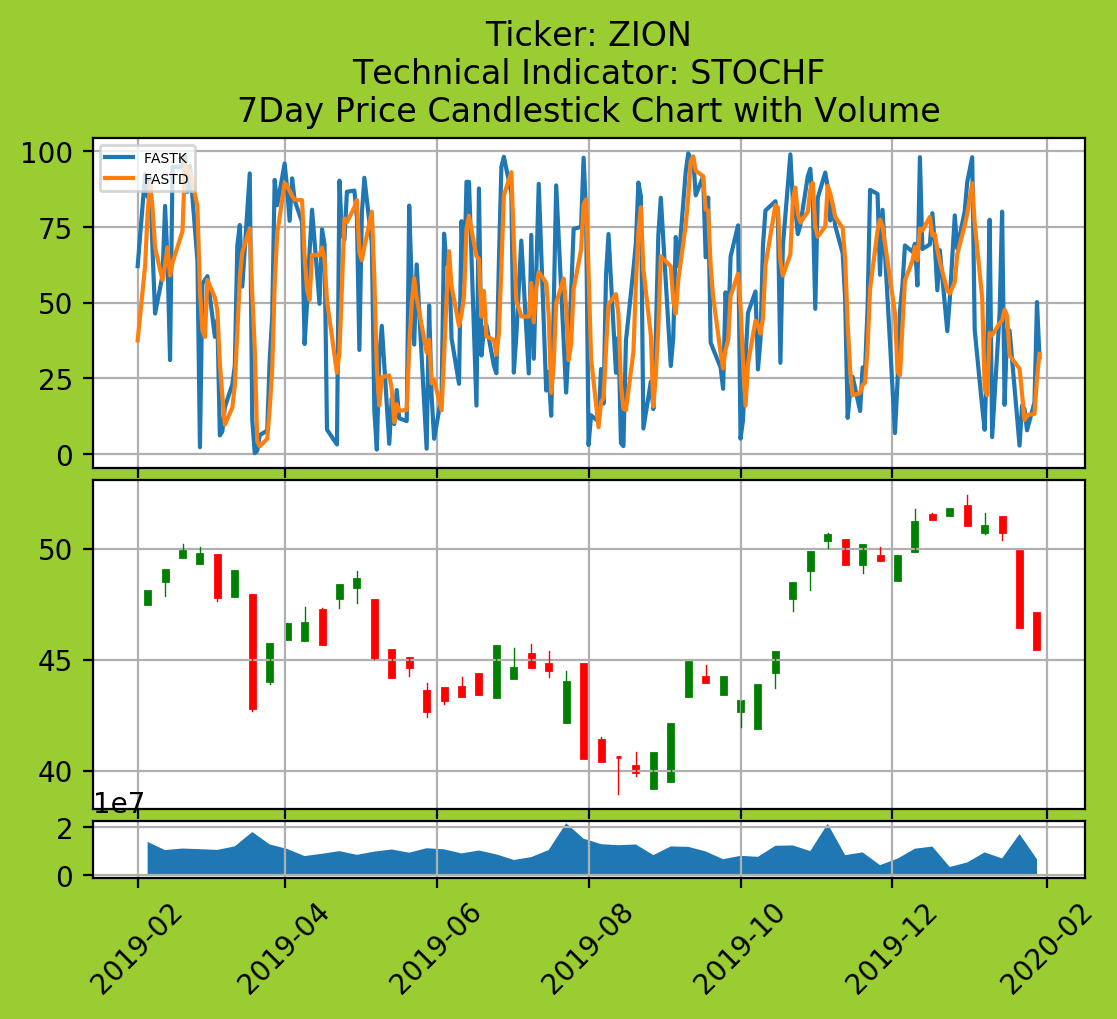 Ticker: ZION
Technical Indicator: STOCHF
7Day Price Candlestick Chart with Volume
100
75
50
25
0
FASTK
FASTD
50
45
40
1e7
2
0
2019-02
2019-04
2019-06
2019-08
2019-10
2019-12
2020-02